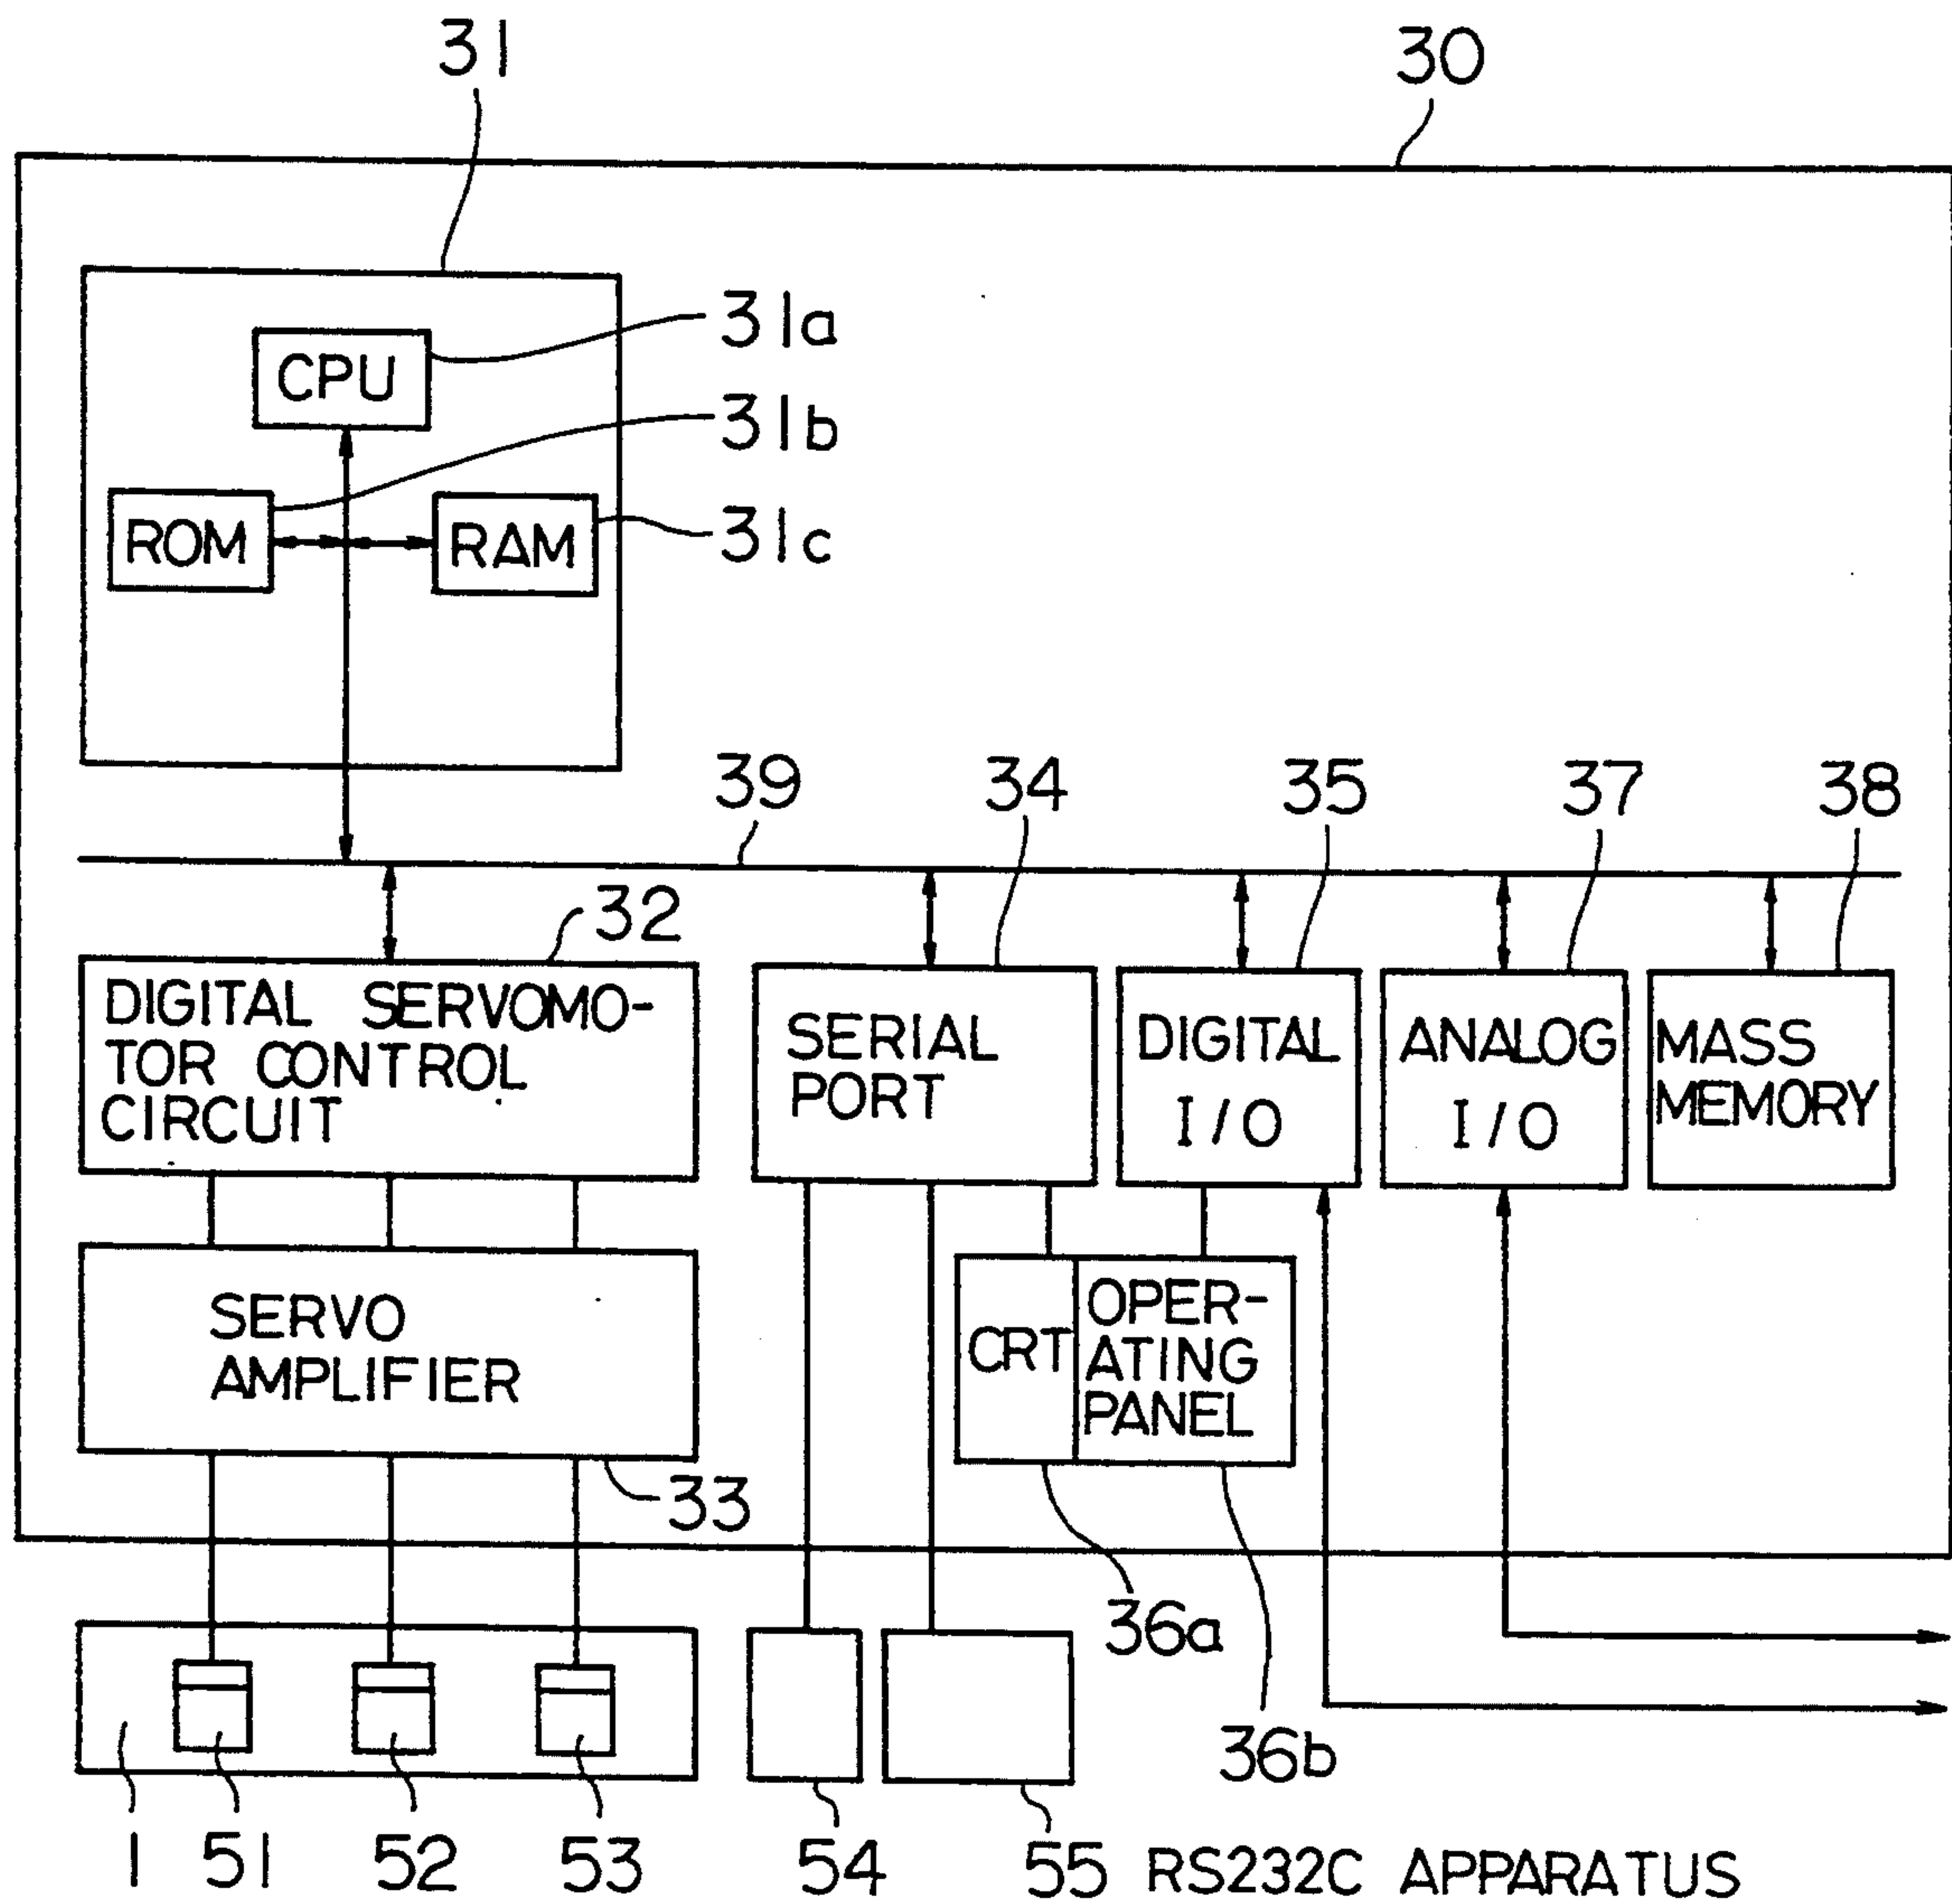 31
30
31a
CPU
31b
ROM
RAM
31c
39
34
35
37
38
32
DIGITAL SERVOMO-
TOR CONTROL
CIRCUIT
SERIAL
PORT
DIGITAL
I/O
ANALOG
I/O
MASS
MEMORY
SERVO
AMPLIFIER
CRT
OPER-
ATING
PANEL
33
36a
36b
1
51
52
53
54
55 RS232C APPARATUS